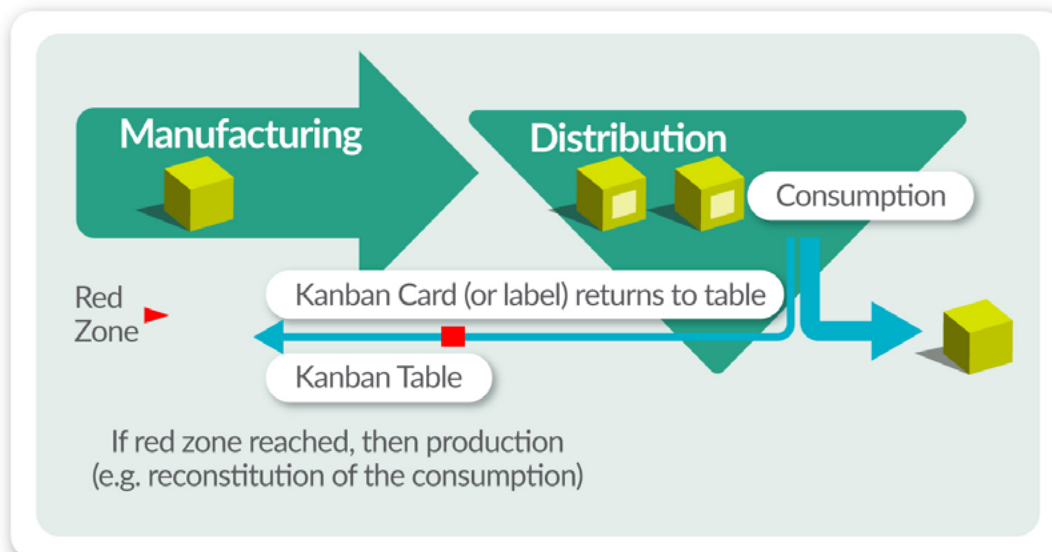 Manufacturing
Distribution
Consumption
Kanban Card (or label) returns to table
Red
Zone
Kanban Table
If red zone reached, then production
(e.g. reconstitution of the consumption)